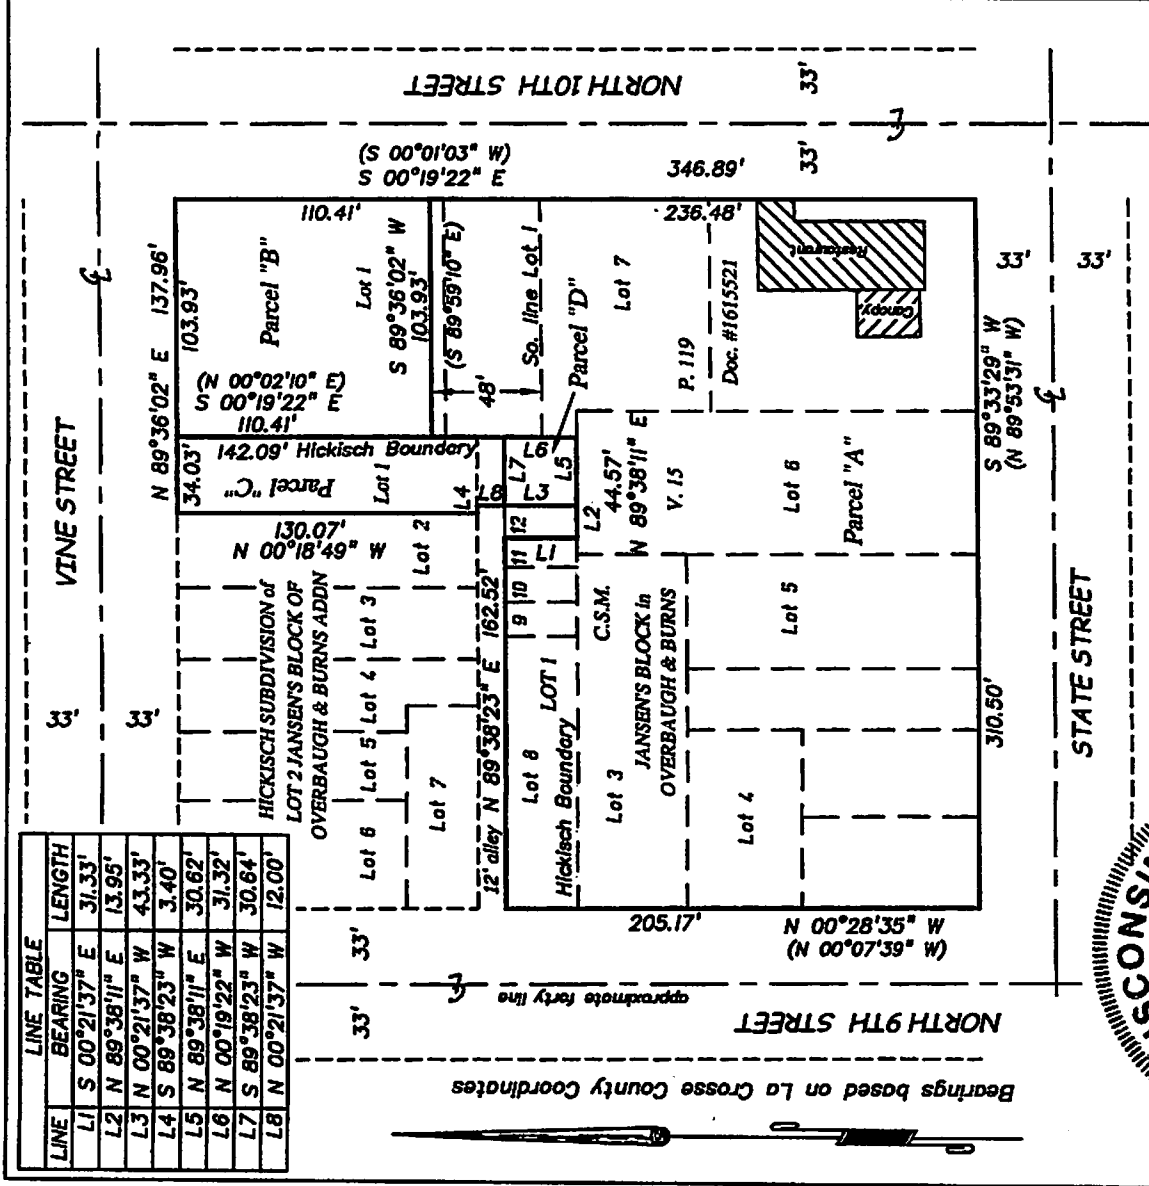 NORTH 10TH STREET
33'
33'
(S 00°01'03" W)
S 00°19'22" E
346.89'
110.41'
236.48'
VINE STREET
N 89°36'02" E 137.96'
103.93'
34.03'
Parcel "B"
Lot 1
S 89°36'02" W
103.93'
(S 89°59'10" E)
So. line Lot 1
48'
Parcel "D"
Lot 7
P. 119
Doc. #1615521
Restaurant
Canopy
33'
33'
S 89°33'29" W
(N 89°53'31" W)
(N 00°02'10" E)
S 00°19'22" E
110.41'
142.09' Hickisch Boundary
Parcel "C"
Lot 1
L4
L8
L7
L6
L5
L3
L2
12
11
L1
10
9
44.57'
N 89°38'11" E
V. 15
Lot 6
Parcel "A"
130.07'
N 00°18'49" W
Lot 2
HICKISCH SUBDIVISION of
LOT 2 JANSEN'S BLOCK OF
OVERBAUGH & BURNS ADDN
Lot 3
Lot 4
Lot 5
Lot 6
Lot 7
12' alley N 89°38'23" E 162.52'
Lot 8
LOT 1
Hickisch Boundary
C.S.M.
JANSEN'S BLOCK in
OVERBAUGH & BURNS
Lot 3
Lot 4
Lot 5
310.50'
STATE STREET
33'
33'
205.17'
N 00°28'35" W
(N 00°07'39" W)
33'
33'
approximate forty line
NORTH 9TH STREET
Bearings based on La Crosse County Coordinates
LINE TABLE
LINE BEARING LENGTH
L1 S 00°21'37" E 31.33'
L2 N 89°38'11" E 13.95'
L3 N 00°21'37" W 43.33'
L4 S 89°38'23" W 3.40'
L5 N 89°38'11" E 30.62'
L6 N 00°19'22" W 31.32'
L7 S 89°38'23" W 30.64'
L8 N 00°21'37" W 12.00'